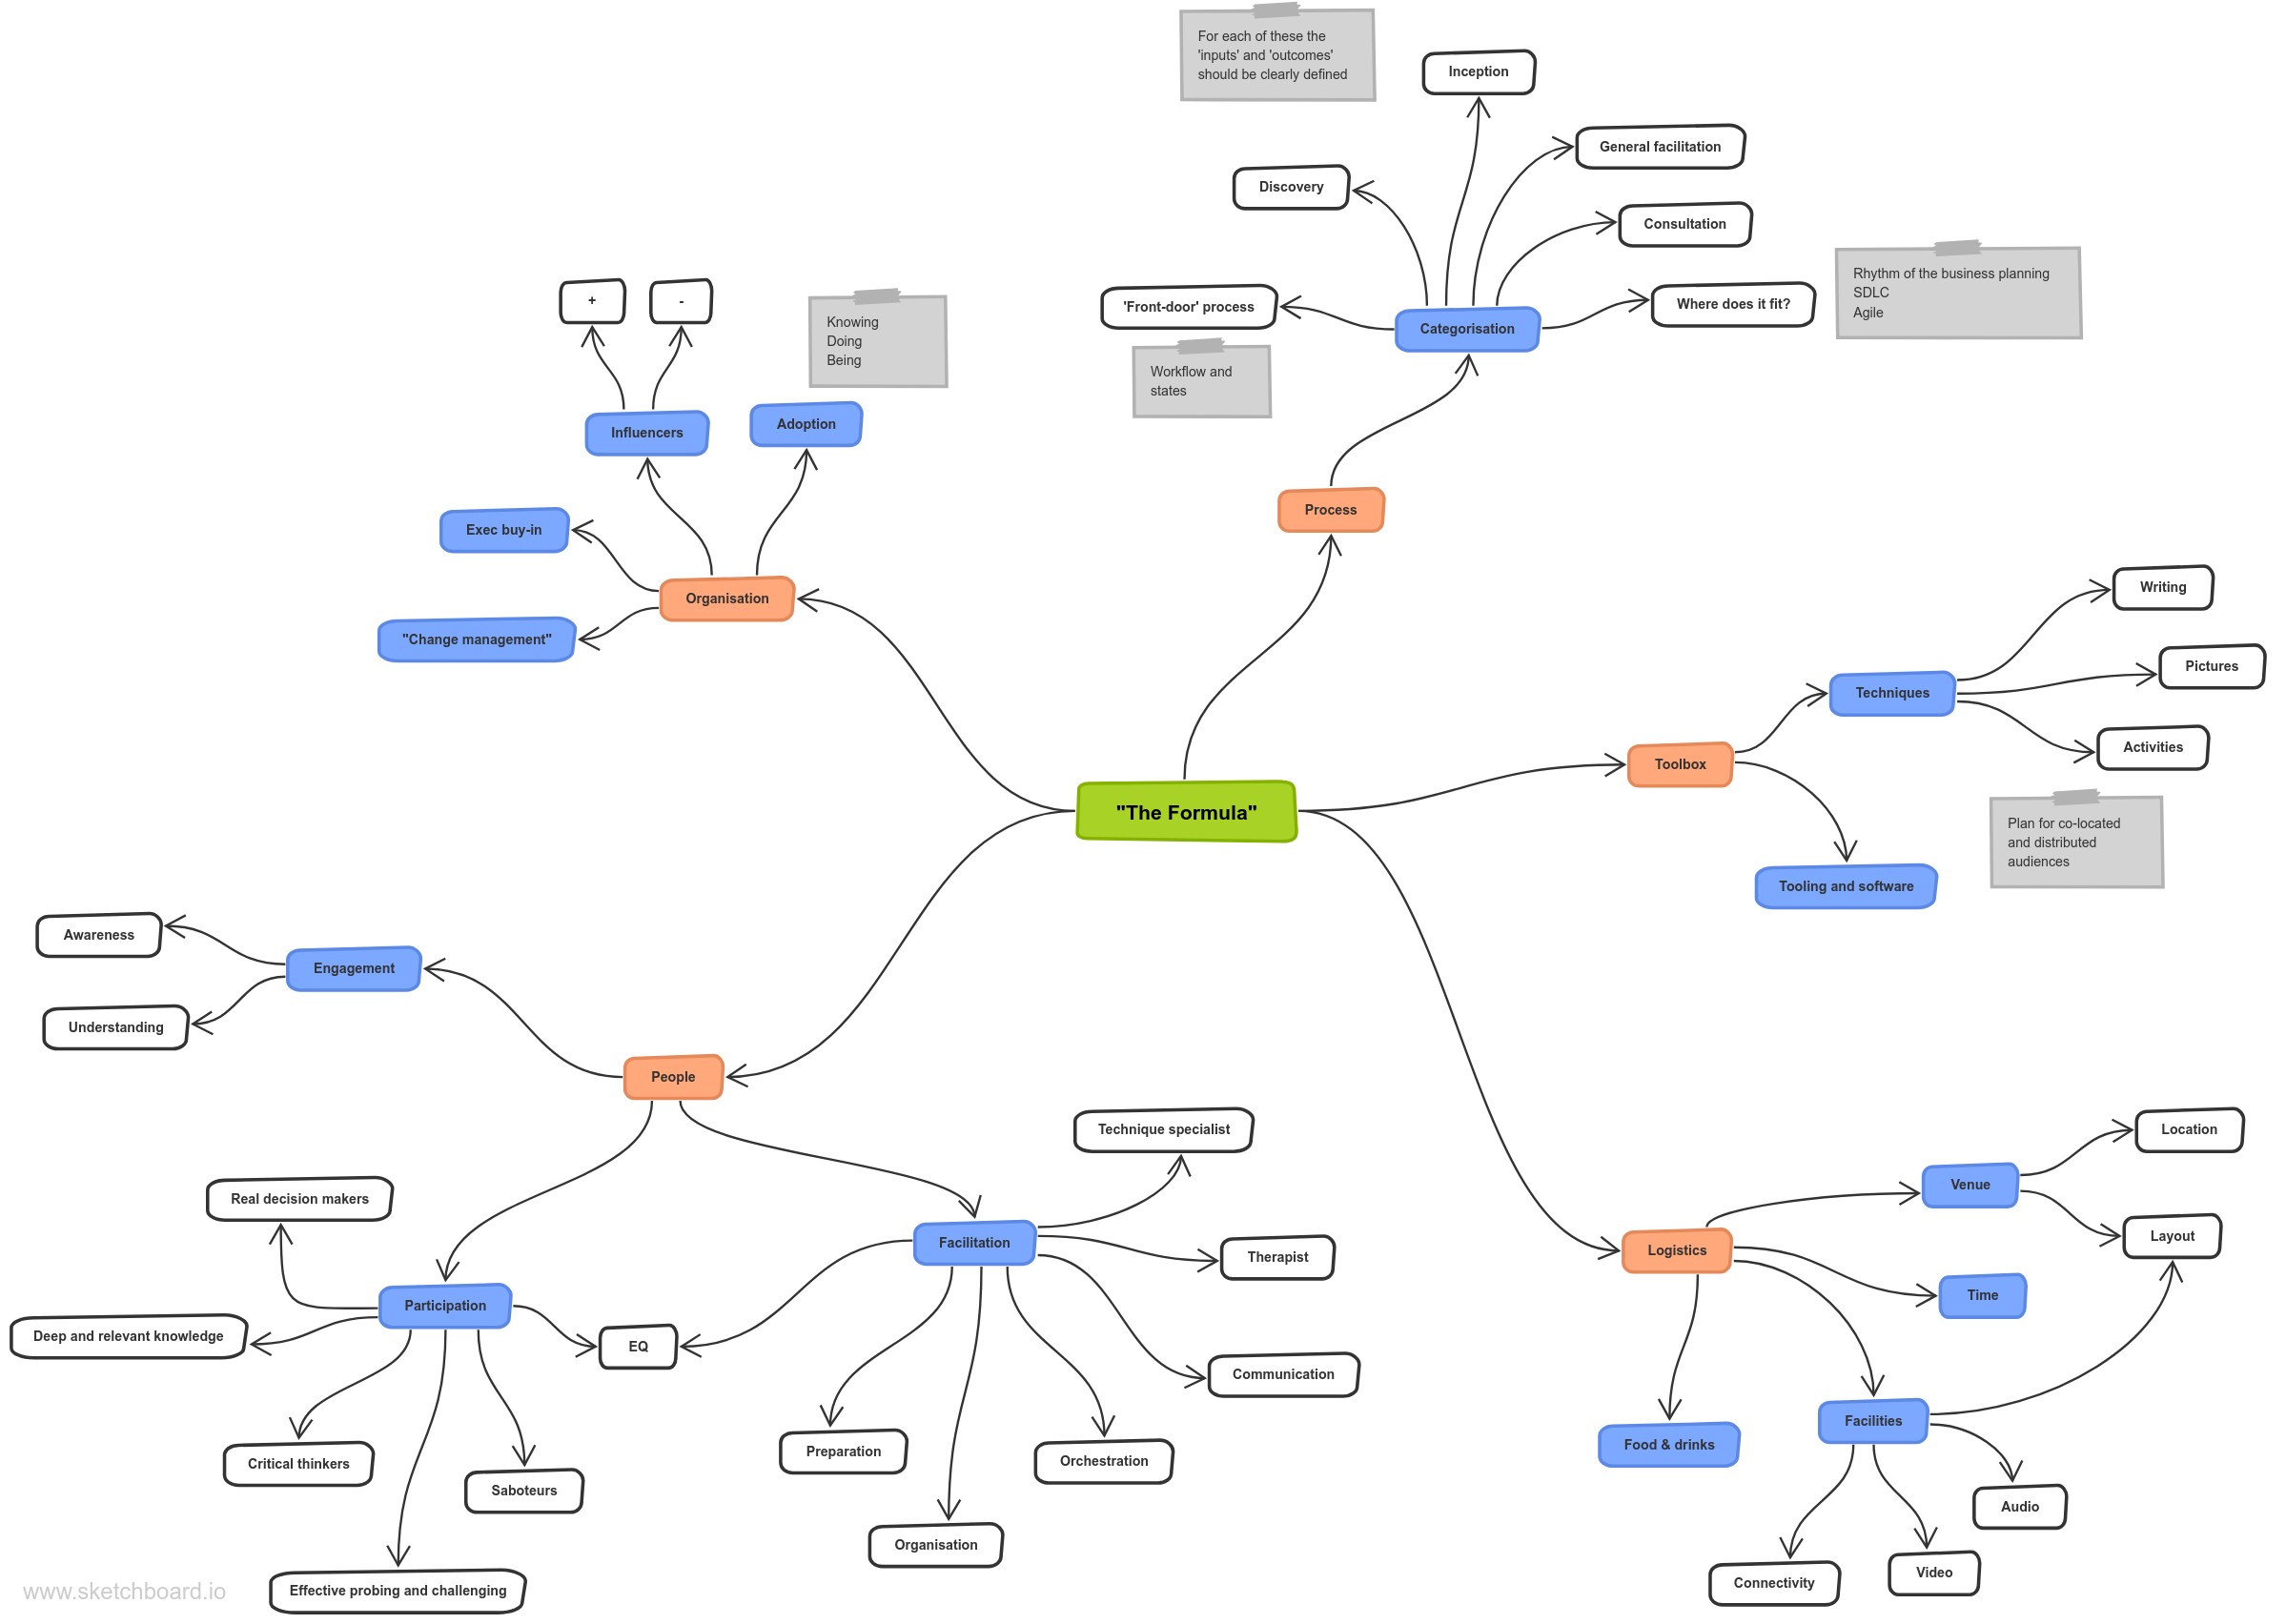 For each of these the
'inputs' and 'outcomes'
should be clearly defined
Inception
General facilitation
Discovery
Consultation
Rhythm of the business planning
SDLC
Agile
'Front-door' process
Where does it fit?
Categorisation
Workflow and
states
+
-
Knowing
Doing
Being
Influencers
Adoption
Exec buy-in
Organisation
"Change management"
Process
Writing
Pictures
Techniques
Activities
Toolbox
"The Formula"
Plan for co-located
and distributed
audiences
Tooling and software
Awareness
Engagement
Understanding
People
Technique specialist
Real decision makers
Facilitation
Therapist
Participation
Deep and relevant knowledge
EQ
Communication
Preparation
Orchestration
Critical thinkers
Saboteurs
Organisation
Effective probing and challenging
Location
Venue
Layout
Logistics
Time
Facilities
Food & drinks
Audio
Video
Connectivity
www.sketchboard.io